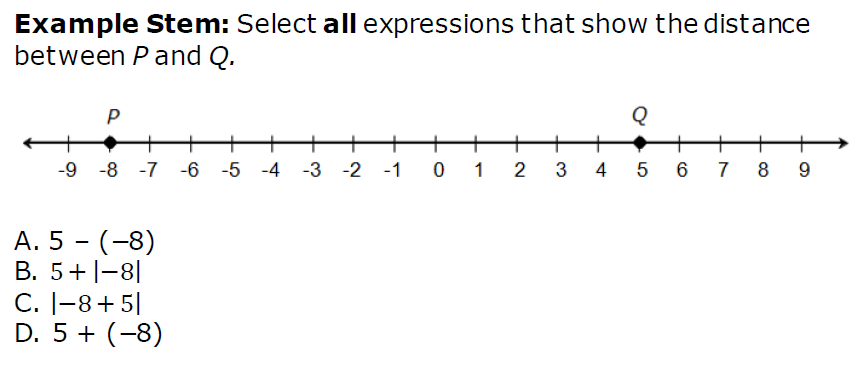 Example Stem: Select all expressions that show the distance
between P and Q.
P Q
-9 -8 -7 -6 -5 -4 -3 -2 -1 0 1 2 3 4 5 6 7 8 9
A. 5 – (–8)
B. 5 + |–8|
C. |–8 + 5|
D. 5 + (–8)